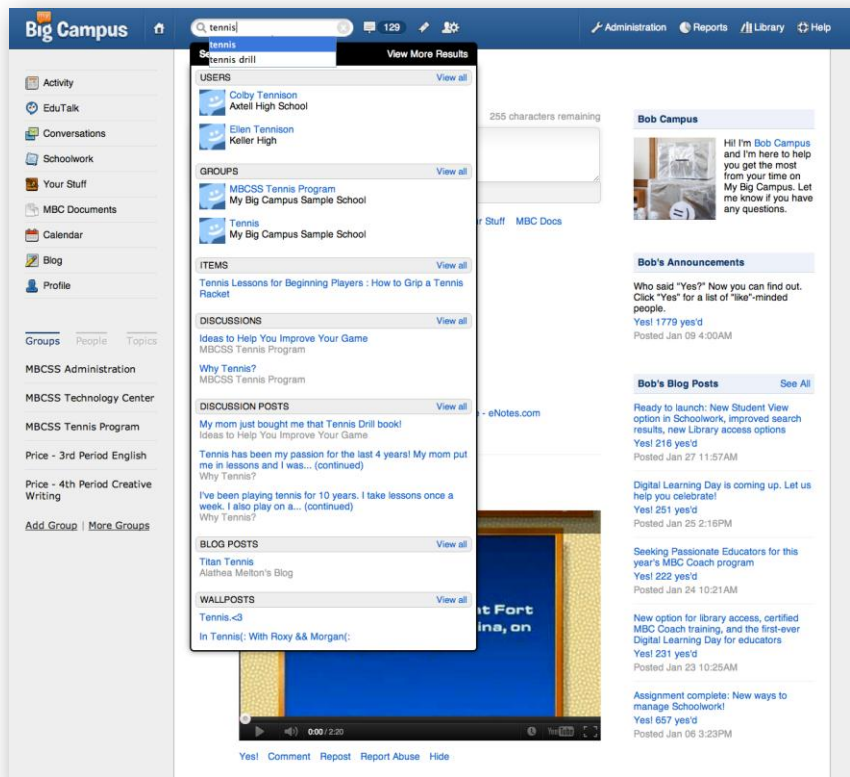 Big Campus
tennis
129
Administration
Reports
Library
Help
tennis
tennis drill
View More Results
Activity
EduTalk
Conversations
Schoolwork
Your Stuff
MBC Documents
Calendar
Blog
Profile
Groups People Topics
MBCSS Administration
MBCSS Technology Center
MBCSS Tennis Program
Price - 3rd Period English
Price - 4th Period Creative
Writing
Add Group | More Groups
USERS View all
Colby Tennison
Axtell High School
Ellen Tennison
Keller High
GROUPS View all
MBCSS Tennis Program
My Big Campus Sample School
Tennis
My Big Campus Sample School
ITEMS View all
Tennis Lessons for Beginning Players : How to Grip a Tennis
Racket
DISCUSSIONS View all
Ideas to Help You Improve Your Game
MBCSS Tennis Program
Why Tennis?
MBCSS Tennis Program
DISCUSSION POSTS View all
My mom just bought me that Tennis Drill book!
Ideas to Help You Improve Your Game
Tennis has been my passion for the last 4 years! My mom put
me in lessons and I was... (continued)
Why Tennis?
I've been playing tennis for 10 years. I take lessons once a
week. I also play on a... (continued)
Why Tennis?
BLOG POSTS View all
Titan Tennis
Alathea Melton's Blog
WALLPOSTS View all
Tennis.<3
In Tennis(: With Roxy && Morgan(:
255 characters remaining
Stuff MBC Docs
- eNotes.com
Fort
on
0:00 / 2:20
YouTube
Yes! Comment Repost Report Abuse Hide
Bob Campus
Hi! I'm Bob Campus
and I'm here to help
you get the most
from your time on
My Big Campus. Let
me know if you have
any questions.
Bob's Announcements
Who said "Yes?" Now you can find out.
Click "Yes" for a list of "like"-minded
people.
Yes! 1779 yes'd
Posted Jan 09 4:00AM
Bob's Blog Posts See All
Ready to launch: New Student View
option in Schoolwork, improved search
results, new Library access options
Yes! 216 yes'd
Posted Jan 27 11:57AM
Digital Learning Day is coming up. Let us
help you celebrate!
Yes! 251 yes'd
Posted Jan 25 2:16PM
Seeking Passionate Educators for this
year's MBC Coach program
Yes! 222 yes'd
Posted Jan 24 10:21AM
New option for library access, certified
MBC Coach training, and the first-ever
Digital Learning Day for educators
Yes! 231 yes'd
Posted Jan 23 10:25AM
Assignment complete: New ways to
manage Schoolwork!
Yes! 657 yes'd
Posted Jan 06 3:23PM